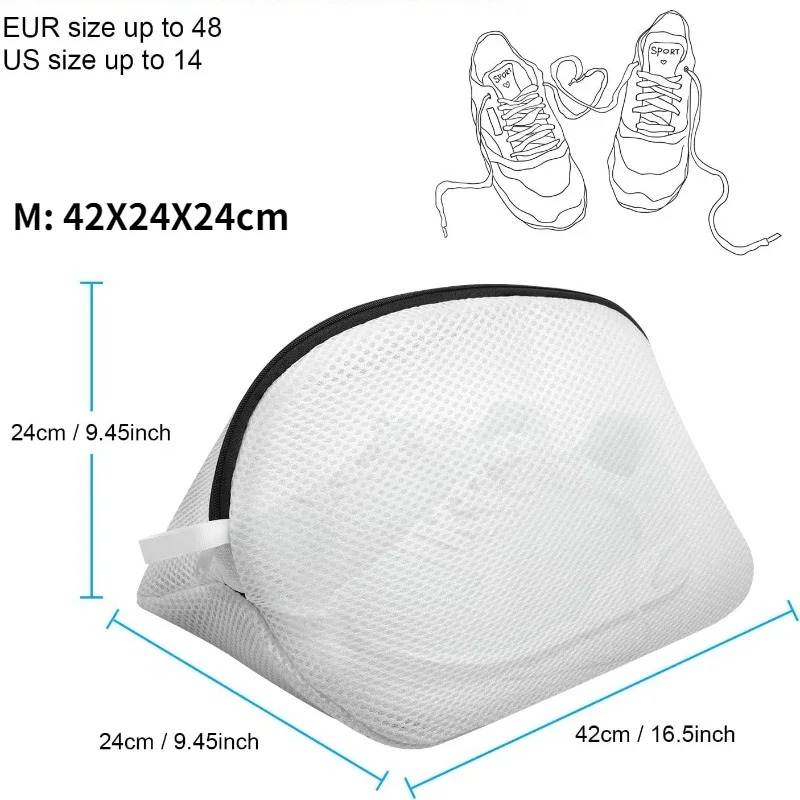 EUR size up to 48
US size up to 14
SPORT
SPORT
M: 42X24X24cm
24cm / 9.45inch
24cm / 9.45inch
42cm / 16.5inch